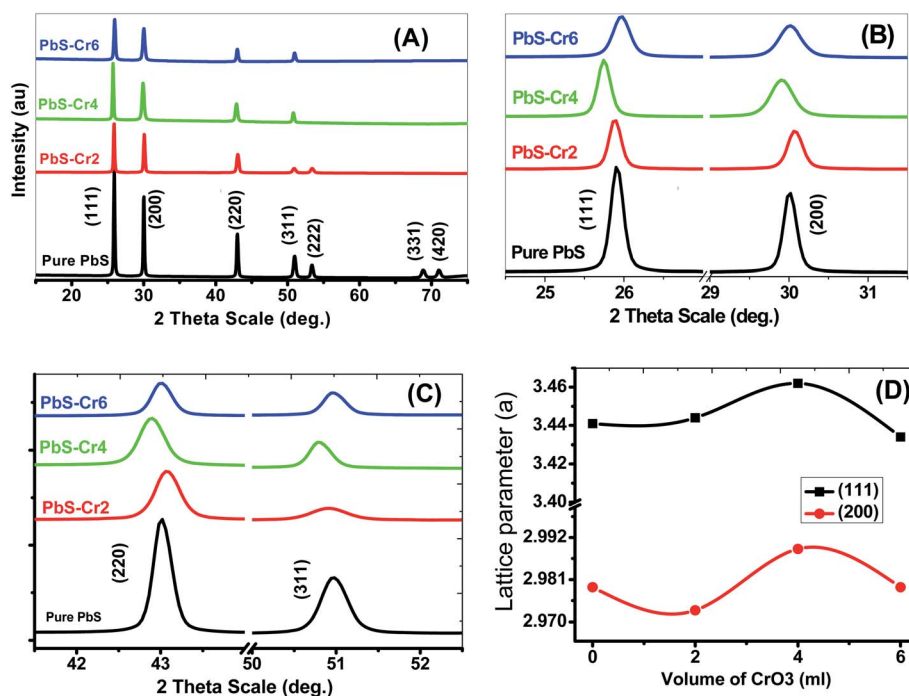 (A)
PbS-Cr6
PbS-Cr4
PbS-Cr2
Pure PbS
(111)
(200)
(220)
(311)
(222)
(331)
(420)
Intensity (au)
20 30 40 50 60 70
2 Theta Scale (deg.)
(B)
PbS-Cr6
PbS-Cr4
PbS-Cr2
Pure PbS
(111)
(200)
25 26 29 30 31
2 Theta Scale (deg.)
(C)
PbS-Cr6
PbS-Cr4
PbS-Cr2
Pure PbS
(220)
(311)
42 43 50 51 52
2 Theta Scale (deg.)
(D)
Lattice parameter (a)
3.46
3.44
3.42
3.40
2.992
2.981
2.970
(111)
(200)
0 2 4 6
Volume of CrO3 (ml)